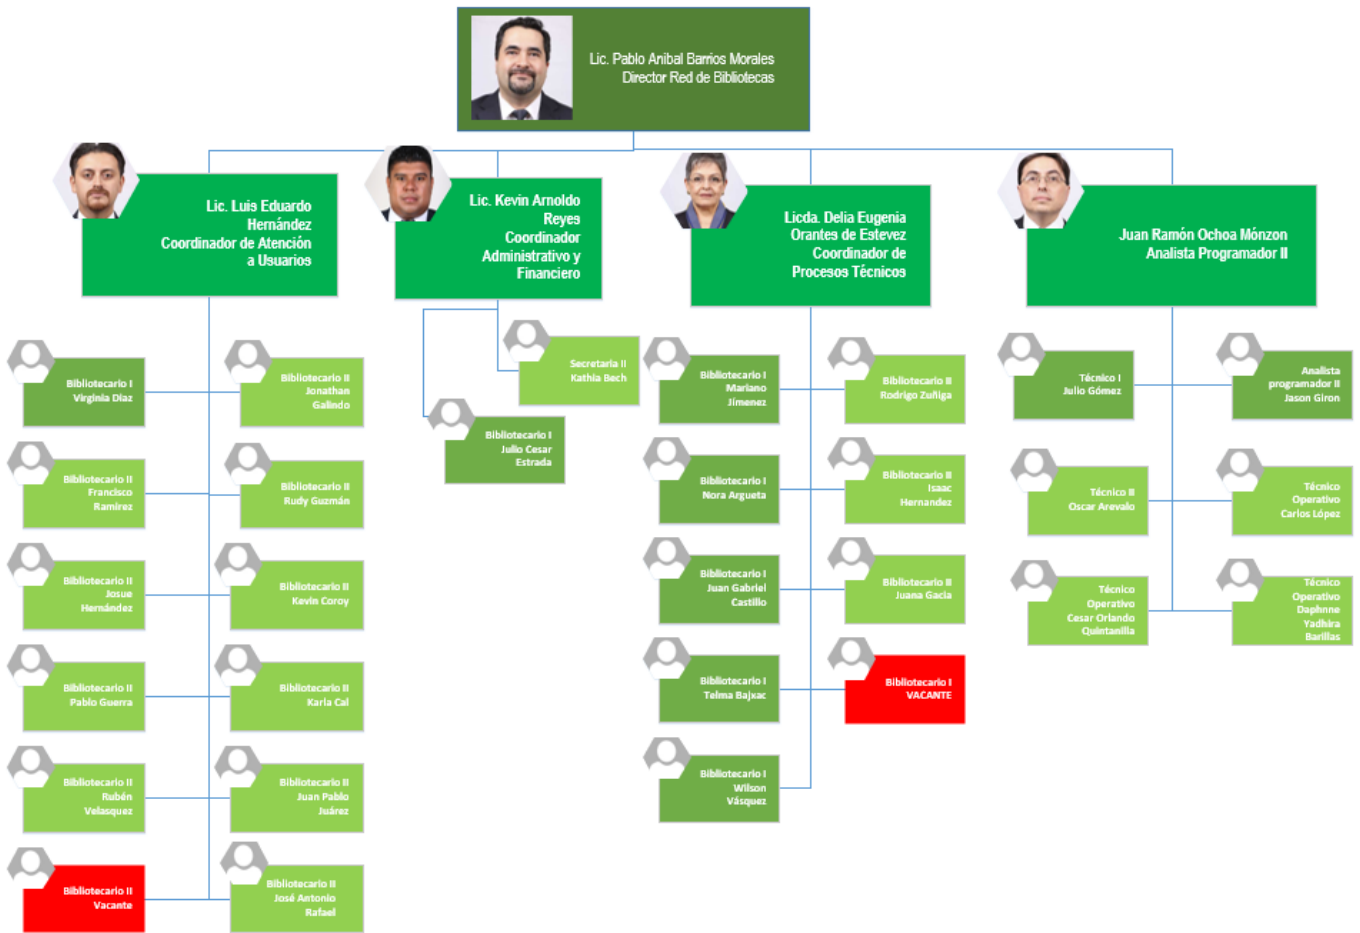 Lic. Pablo Anibal Barrios Morales
Director Red de Bibliotecas
Lic. Luis Eduardo
Hernández
Coordinador de Atención
a Usuarios
Lic. Kevin Arnoldo
Reyes
Coordinador
Administrativo y
Financiero
Licda. Delia Eugenia
Orantes de Estevez
Coordinador de
Procesos Técnicos
Juan Ramón Ochoa Mónzon
Analista Programador II
Bibliotecario I
Virginia Diaz
Bibliotecario II
Jonathan
Galindo
Bibliotecario II
Francisco
Ramirez
Bibliotecario II
Rudy Guzmán
Bibliotecario II
Josue
Hernández
Bibliotecario II
Kevin Coroy
Bibliotecario II
Pablo Guerra
Bibliotecario II
Karla Cal
Bibliotecario II
Rubén
Velasquez
Bibliotecario II
Juan Pablo
Juárez
Bibliotecario II
Vacante
Bibliotecario II
José Antonio
Rafael
Secretaria II
Kathia Bech
Bibliotecario I
Julio Cesar
Estrada
Bibliotecario I
Mariano
Jímenez
Bibliotecario II
Rodrigo Zuñiga
Bibliotecario I
Nora Argueta
Bibliotecario II
Isaac
Hernandez
Bibliotecario I
Juan Gabriel
Castillo
Bibliotecario II
Juana Gacia
Bibliotecario I
Telma Bajxac
Bibliotecario I
VACANTE
Bibliotecario I
Wilson
Vásquez
Técnico I
Julio Gómez
Analista
programador II
Jason Giron
Técnico II
Oscar Arevalo
Técnico
Operativo
Carlos López
Técnico
Operativo
Cesar Orlando
Quintanilla
Técnico
Operativo
Daphnne
Yadhira
Barillas